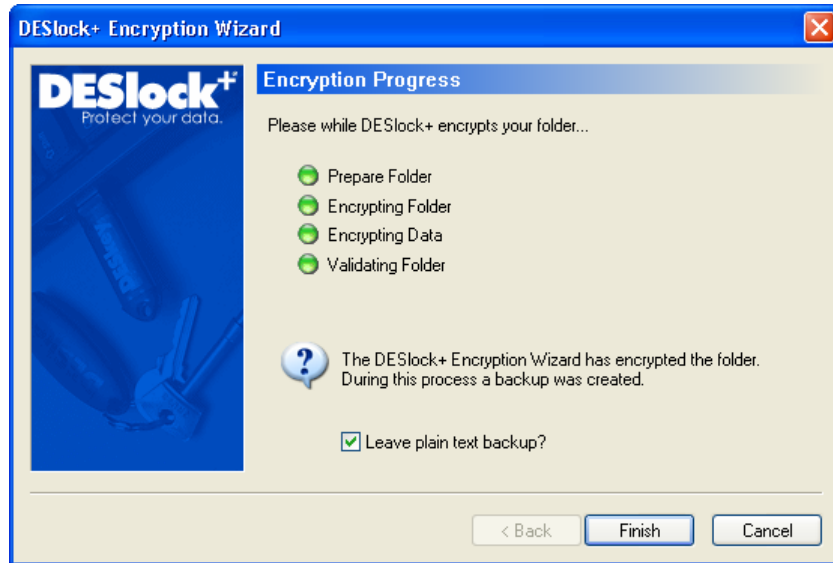 DESlock+ Encryption Wizard
DESlock+
Protect your data.
Encryption Progress
Please while DESlock+ encrypts your folder...
Prepare Folder
Encrypting Folder
Encrypting Data
Validating Folder
The DESlock+ Encryption Wizard has encrypted the folder.
During this process a backup was created.
Leave plain text backup?
< Back
Finish
Cancel